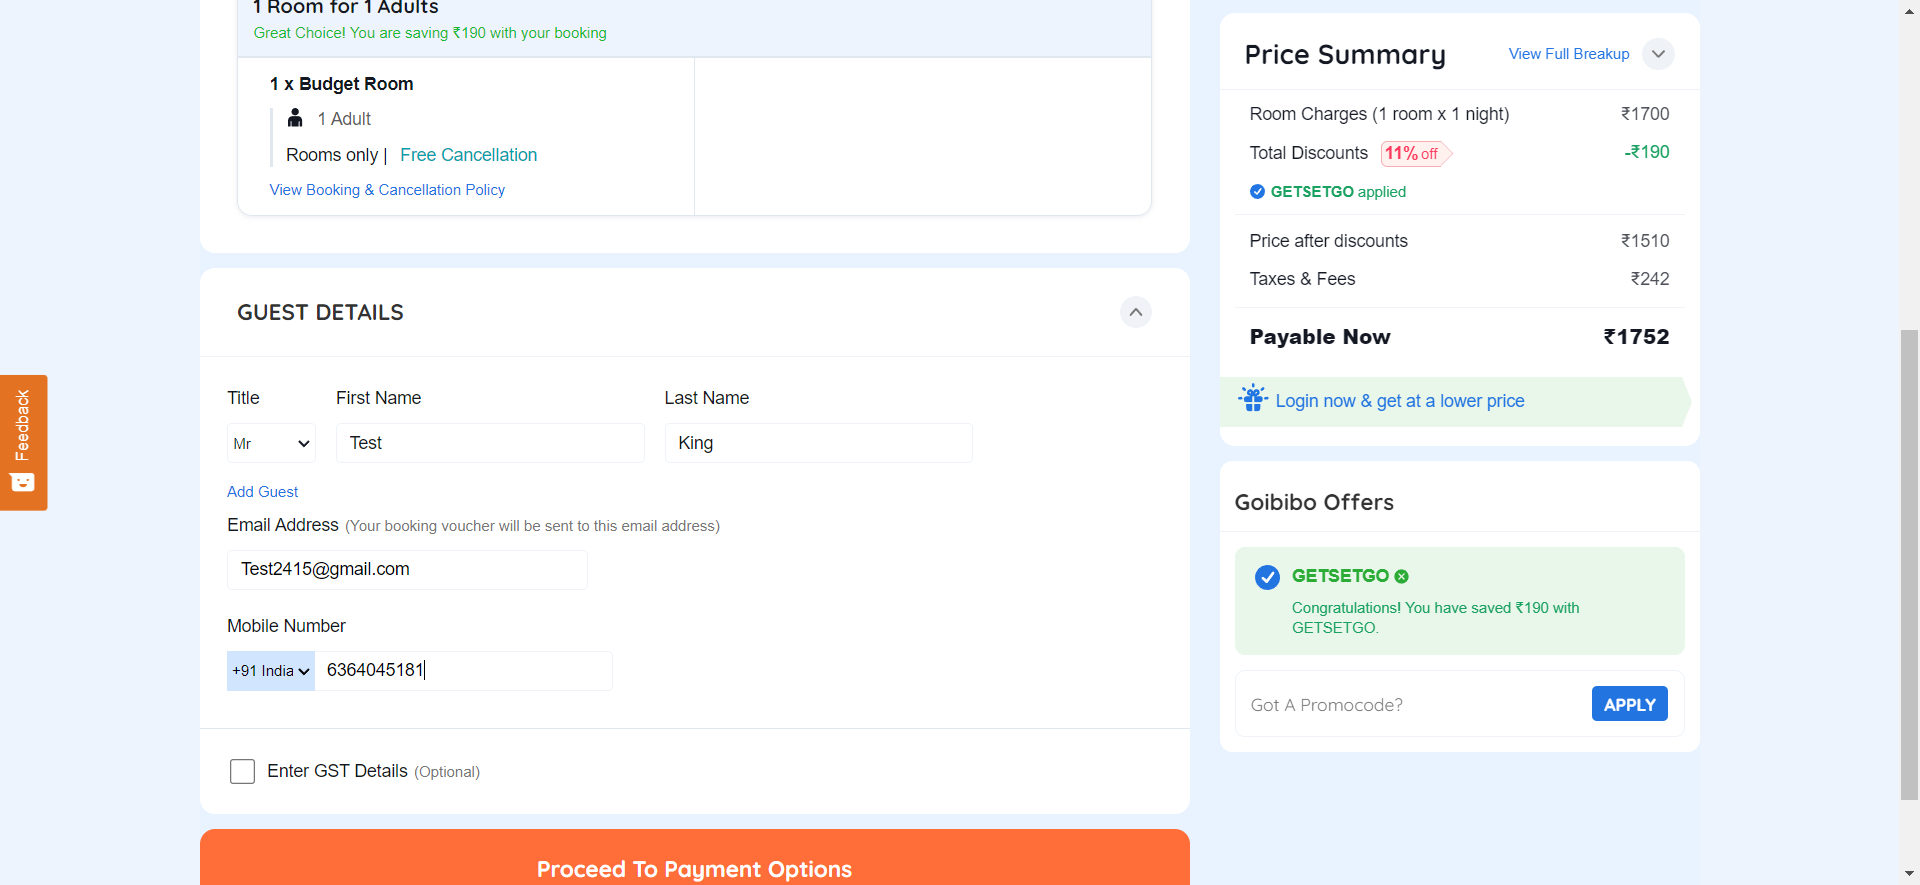 1 Room for 1 Adults
Great Choice! You are saving ₹190 with your booking
1 x Budget Room
1 Adult
Rooms only | Free Cancellation
View Booking & Cancellation Policy
GUEST DETAILS
Title
First Name
Last Name
Mr
Test
King
Add Guest
Email Address (Your booking voucher will be sent to this email address)
Test2415@gmail.com
Mobile Number
+91 India
6364045181
Enter GST Details (Optional)
Proceed To Payment Options
Feedback
Price Summary
View Full Breakup
Room Charges (1 room x 1 night)
₹1700
Total Discounts
11% off
-₹190
GETSETGO applied
Price after discounts
₹1510
Taxes & Fees
₹242
Payable Now
₹1752
Login now & get at a lower price
Goibibo Offers
GETSETGO
Congratulations! You have saved ₹190 with
GETSETGO.
Got A Promocode?
APPLY